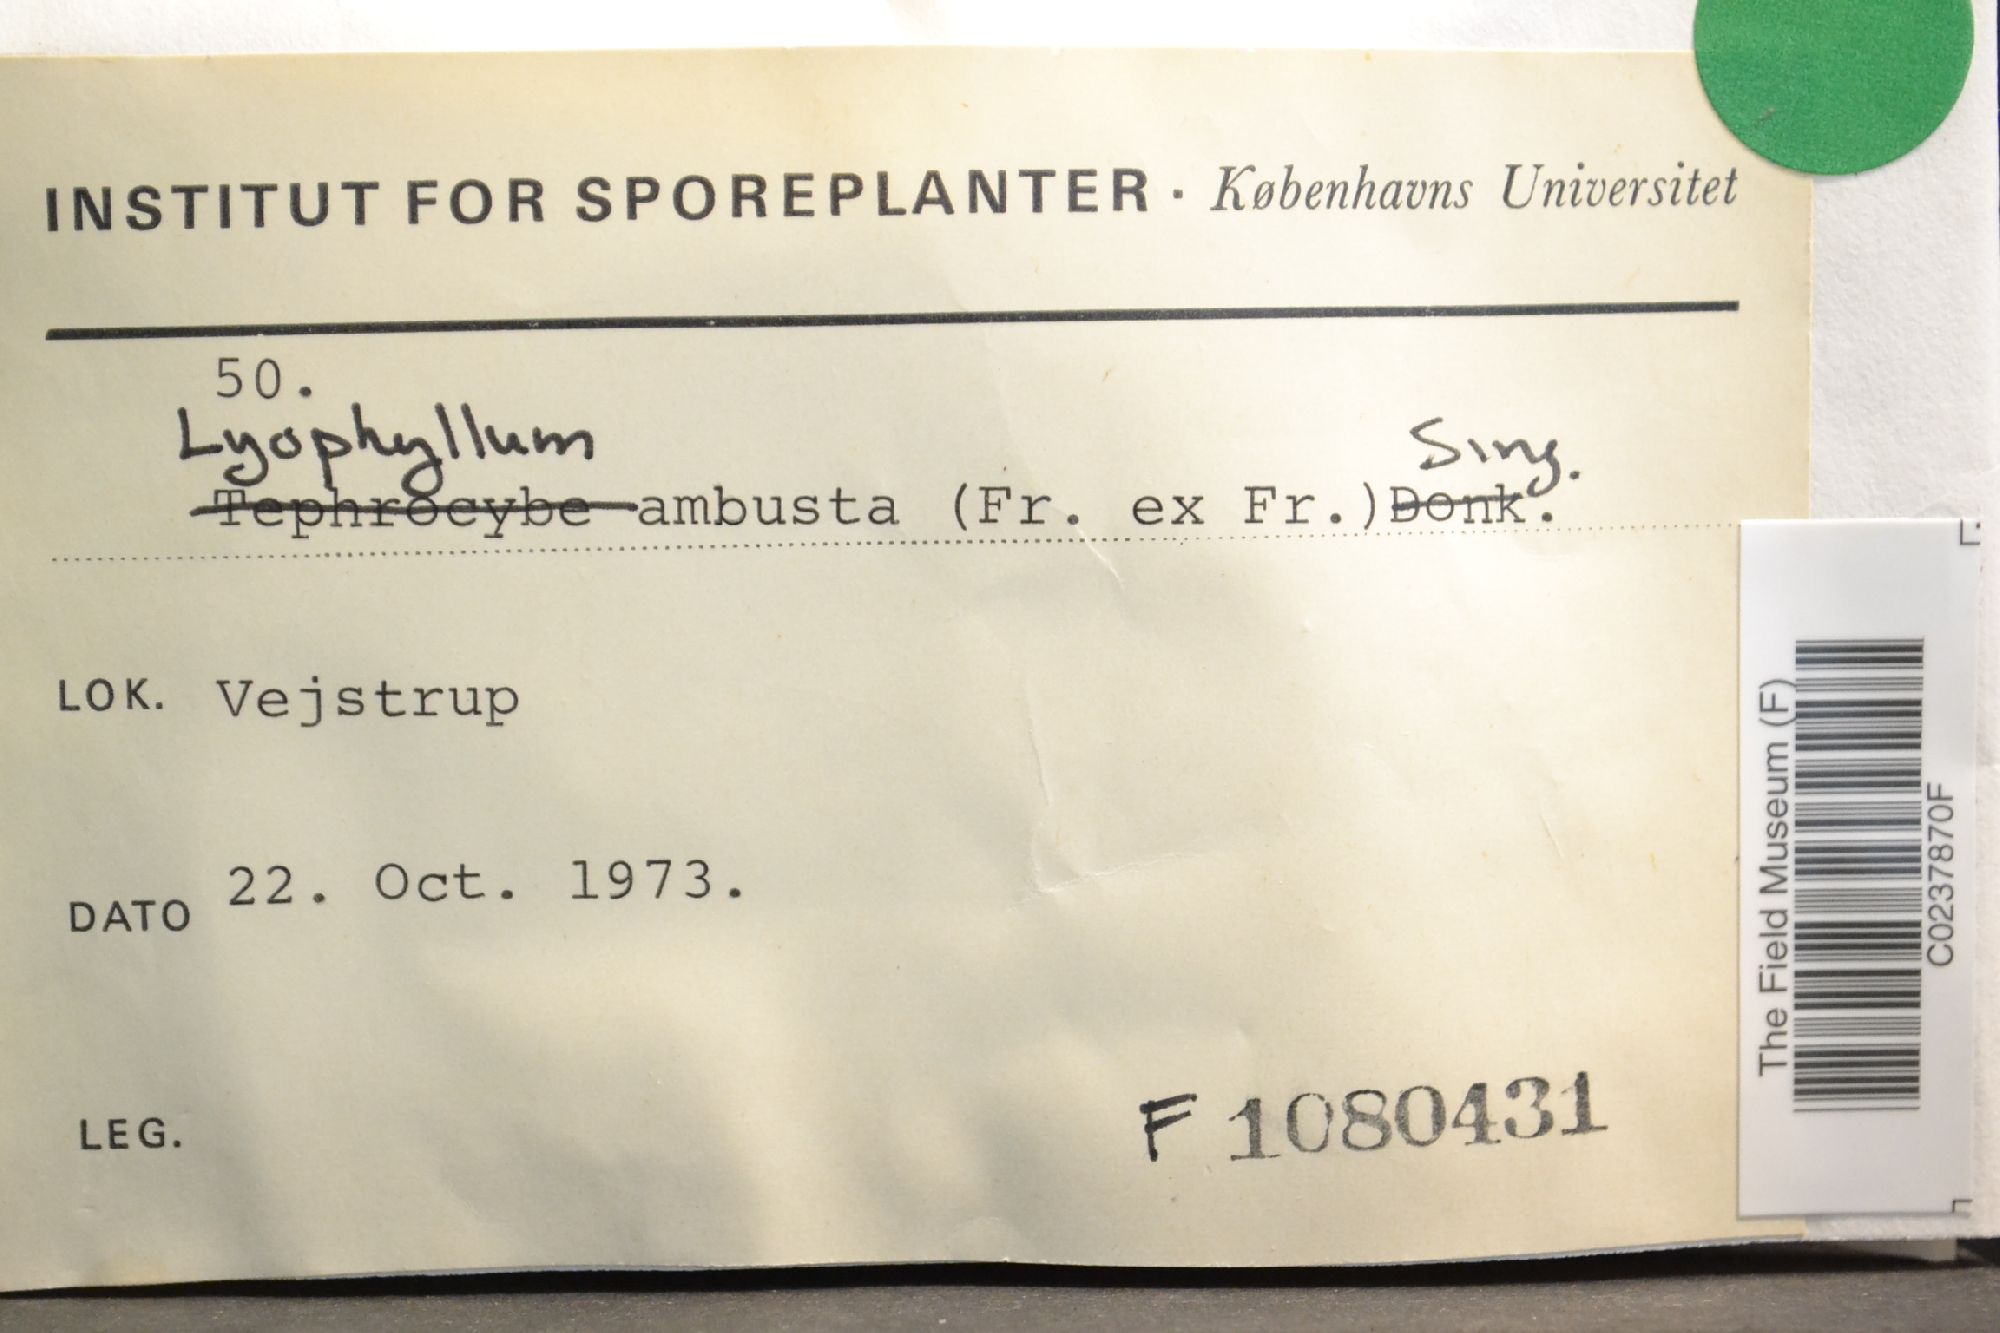 INSTITUT FOR SPOREPLANTER · Københavns Universitet
50.
Lyophyllum Sing.
Tephrocybe ambusta (Fr. ex Fr.) Donk.
LOK. Vejstrup
DATO 22. Oct. 1973.
LEG.
F 1080431
The Field Museum (F)
C0237870F